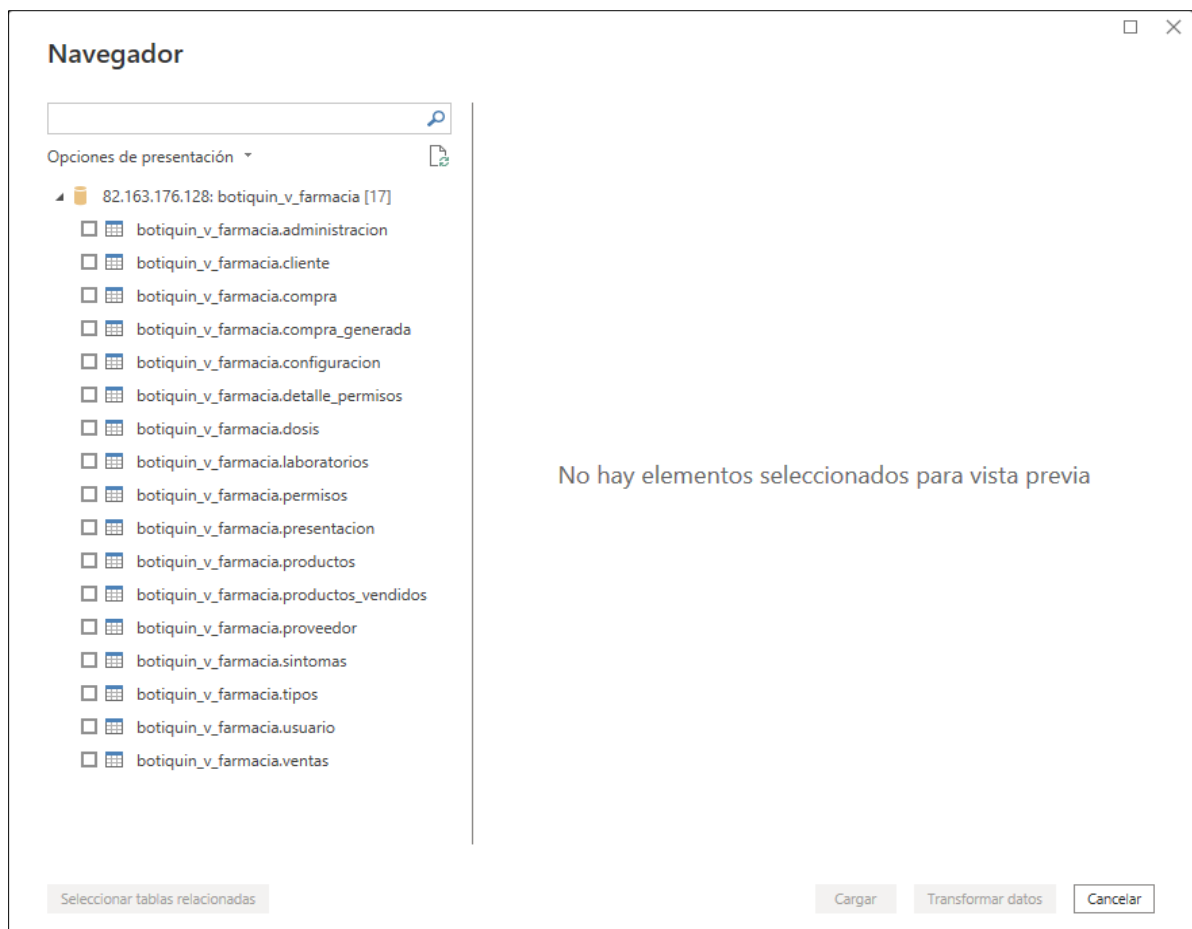 Navegador
Opciones de presentación
82.163.176.128: botiquin_v_farmacia [17]
botiquin_v_farmacia.administracion
botiquin_v_farmacia.cliente
botiquin_v_farmacia.compra
botiquin_v_farmacia.compra_generada
botiquin_v_farmacia.configuracion
botiquin_v_farmacia.detalle_permisos
botiquin_v_farmacia.dosis
botiquin_v_farmacia.laboratorios
botiquin_v_farmacia.permisos
botiquin_v_farmacia.presentacion
botiquin_v_farmacia.productos
botiquin_v_farmacia.productos_vendidos
botiquin_v_farmacia.proveedor
botiquin_v_farmacia.sintomas
botiquin_v_farmacia.tipos
botiquin_v_farmacia.usuario
botiquin_v_farmacia.ventas
No hay elementos seleccionados para vista previa
Seleccionar tablas relacionadas
Cargar
Transformar datos
Cancelar